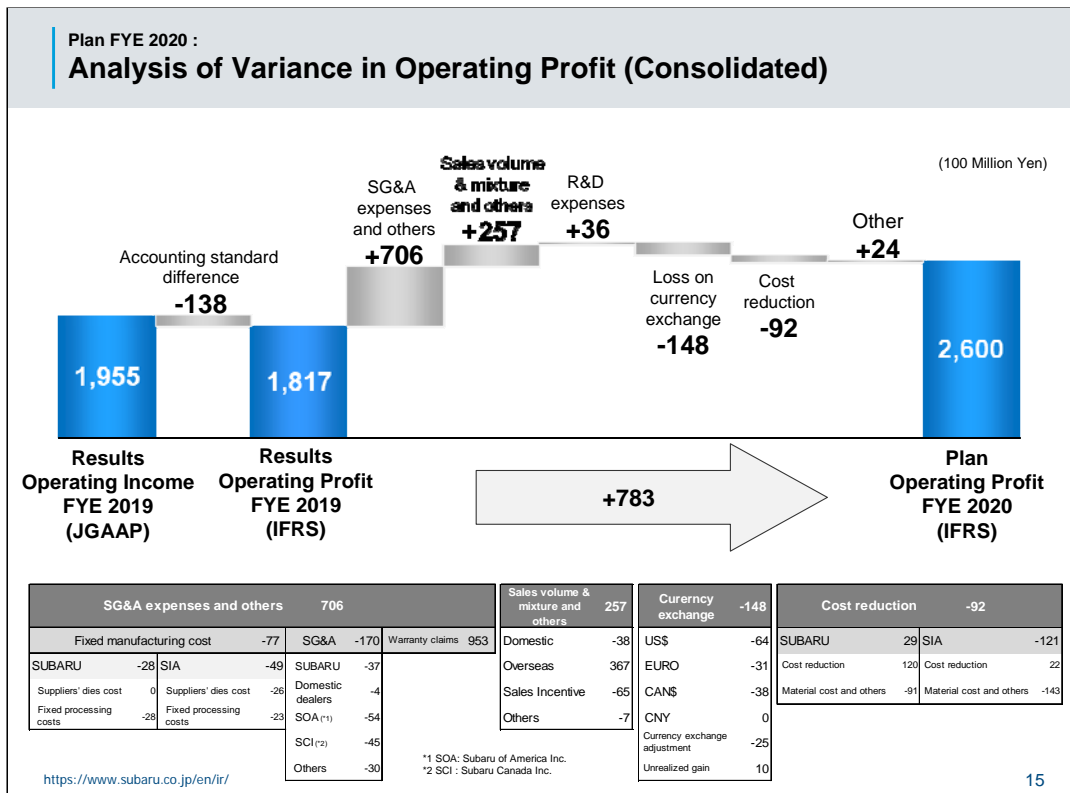 Plan FYE 2020 :
Analysis of Variance in Operating Profit (Consolidated)
(100 Million Yen)
Accounting standard
difference
-138
SG&A
expenses
and others
+706
Sales volume
& mixture
and others
+257
R&D
expenses
+36
Loss on
currency
exchange
-148
Cost
reduction
-92
Other
+24
1,955
1,817
2,600
Results
Operating Income
FYE 2019
(JGAAP)
Results
Operating Profit
FYE 2019
(IFRS)
+783
Plan
Operating Profit
FYE 2020
(IFRS)
SG&A expenses and others 706
Fixed manufacturing cost -77 SG&A -170 Warranty claims 953
SUBARU -28 SIA -49 SUBARU -37
Suppliers' dies cost 0 Suppliers' dies cost -26 Domestic
dealers -4
Fixed processing
costs -28 Fixed processing
costs -23 SOA (*1) -54
SCI (*2) -45
Others -30
Sales volume &
mixture and
others 257
Domestic -38
Overseas 367
Sales Incentive -65
Others -7
Curerncy
exchange -148
US$ -64
EURO -31
CAN$ -38
CNY 0
Currency exchange
adjustment -25
Unrealized gain 10
Cost reduction -92
SUBARU 29 SIA -121
Cost reduction 120 Cost reduction 22
Material cost and others -91 Material cost and others -143
*1 SOA: Subaru of America Inc.
*2 SCI : Subaru Canada Inc.
https://www.subaru.co.jp/en/ir/
15